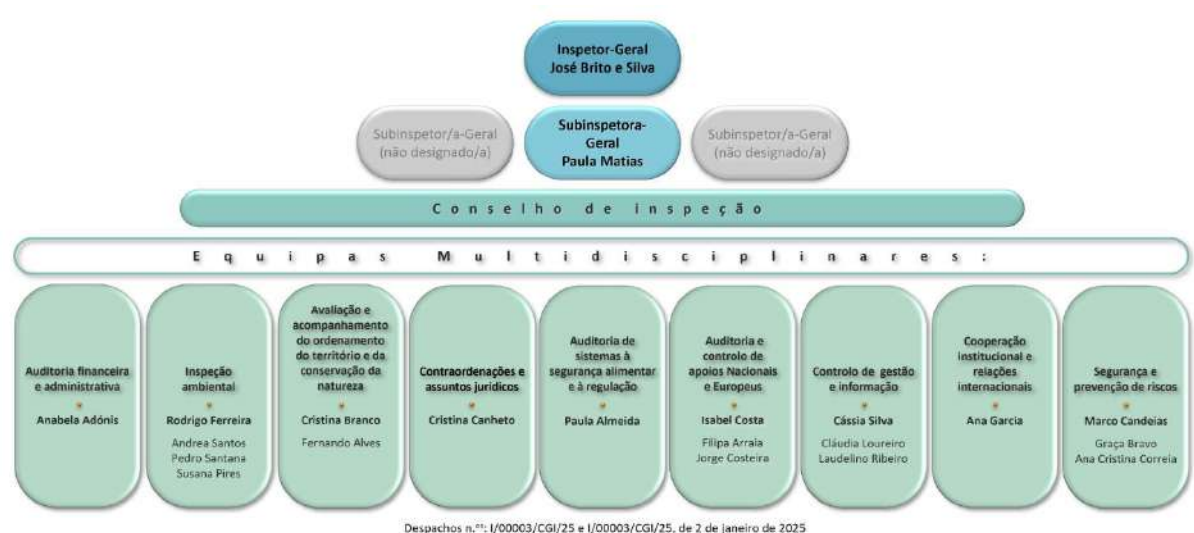 Inspetor-Geral
José Brito e Silva
Subinspetor/a-Geral
(não designado/a)
Subinspetora-
Geral
Paula Matias
Subinspetor/a-Geral
(não designado/a)
Conselho de inspeção
Equipas Multidisciplinares:
Auditoria financeira
e administrativa
Anabela Adónis
Inspeção
ambiental
Rodrigo Ferreira
Andrea Santos
Pedro Santana
Susana Pires
Avaliação e
acompanhamento
do ordenamento
do território e da
conservação da
natureza
Cristina Branco
Fernando Alves
Contraordenações e
assuntos jurídicos
Cristina Canheto
Auditoria de
sistemas à
segurança alimentar
e à regulação
Paula Almeida
Auditoria e
controlo de
apoios Nacionais
e Europeus
Isabel Costa
Filipa Arraia
Jorge Costeira
Controlo de gestão
e informação
Cássia Silva
Cláudia Loureiro
Laudelino Ribeiro
Cooperação
institucional e
relações
internacionais
Ana Garcia
Segurança e
prevenção de riscos
Marco Candeias
Graça Bravo
Ana Cristina Correia
Despachos n.ºs: I/00003/CGI/25 e I/00003/CGI/25, de 2 de janeiro de 2025